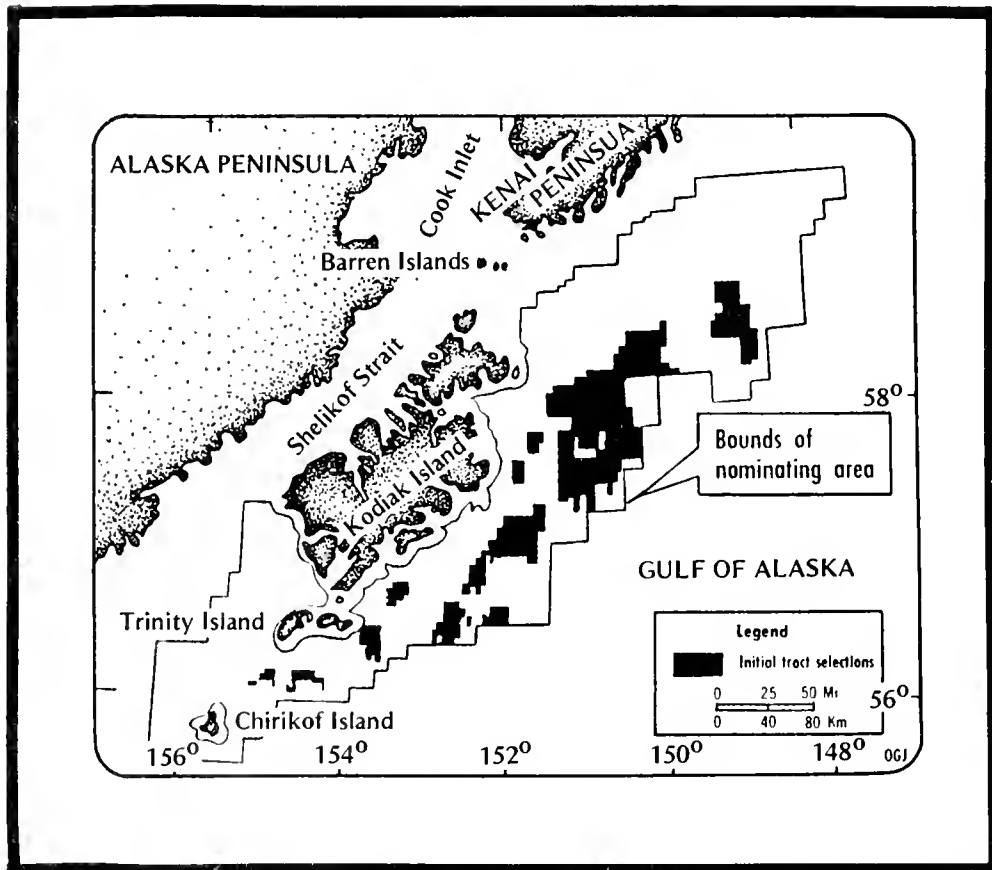 ALASKA PENINSULA
Cook Inlet
KENAI
PENINSUA
Barren Islands
Shelikof Strait
Kodiak Island
58°
Bounds of
nominating area
GULF OF ALASKA
Trinity Island
Legend
Initial tract selections
0 25 50 Mi
0 40 80 Km
56°
Chirikof Island
156° 154° 152° 150° 148° OGJ